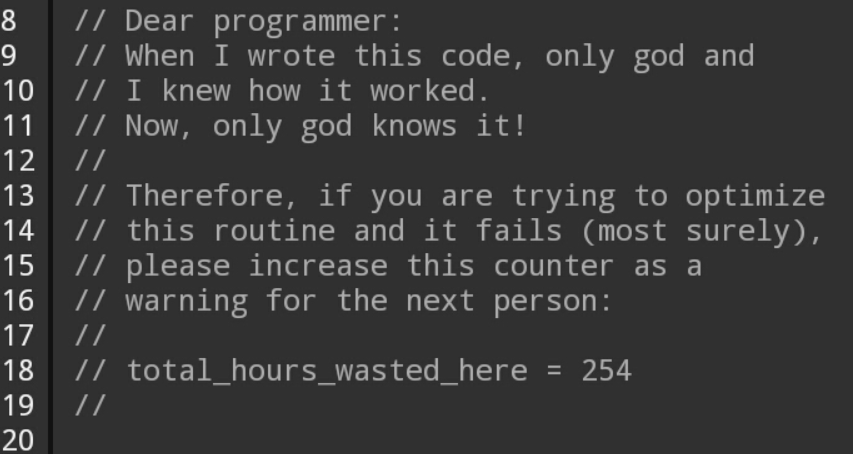 8 // Dear programmer:
9 // When I wrote this code, only god and
10 // I knew how it worked.
11 // Now, only god knows it!
12 //
13 // Therefore, if you are trying to optimize
14 // this routine and it fails (most surely),
15 // please increase this counter as a
16 // warning for the next person:
17 //
18 // total_hours_wasted_here = 254
19 //
20